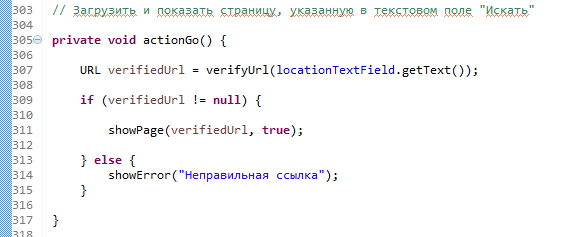 303 // Загрузить и показать страницу, указанную в текстовом поле "Искать"
304
305 private void actionGo() {
306
307 URL verifiedUrl = verifyUrl(locationTextField.getText());
308
309 if (verifiedUrl != null) {
310
311 showPage(verifiedUrl, true);
312
313 } else {
314 showError("Неправильная ссылка");
315 }
316
317 }
318